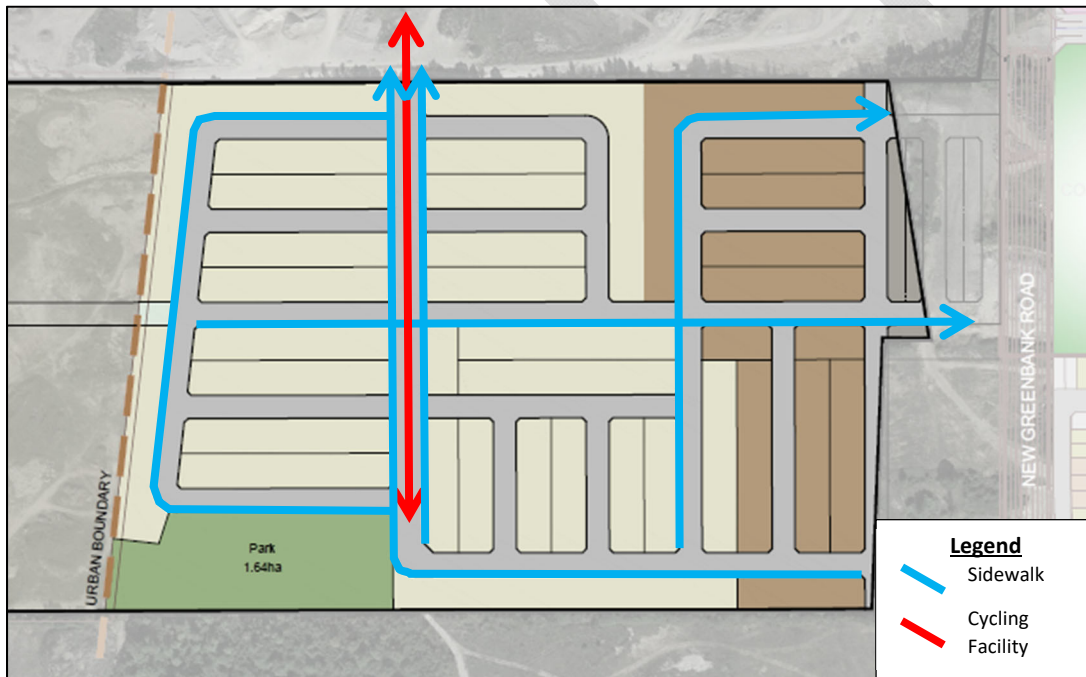 URBAN BOUNDARY
Park
1.64ha
NEW GREENBANK ROAD
Legend
Sidewalk
Cycling
Facility